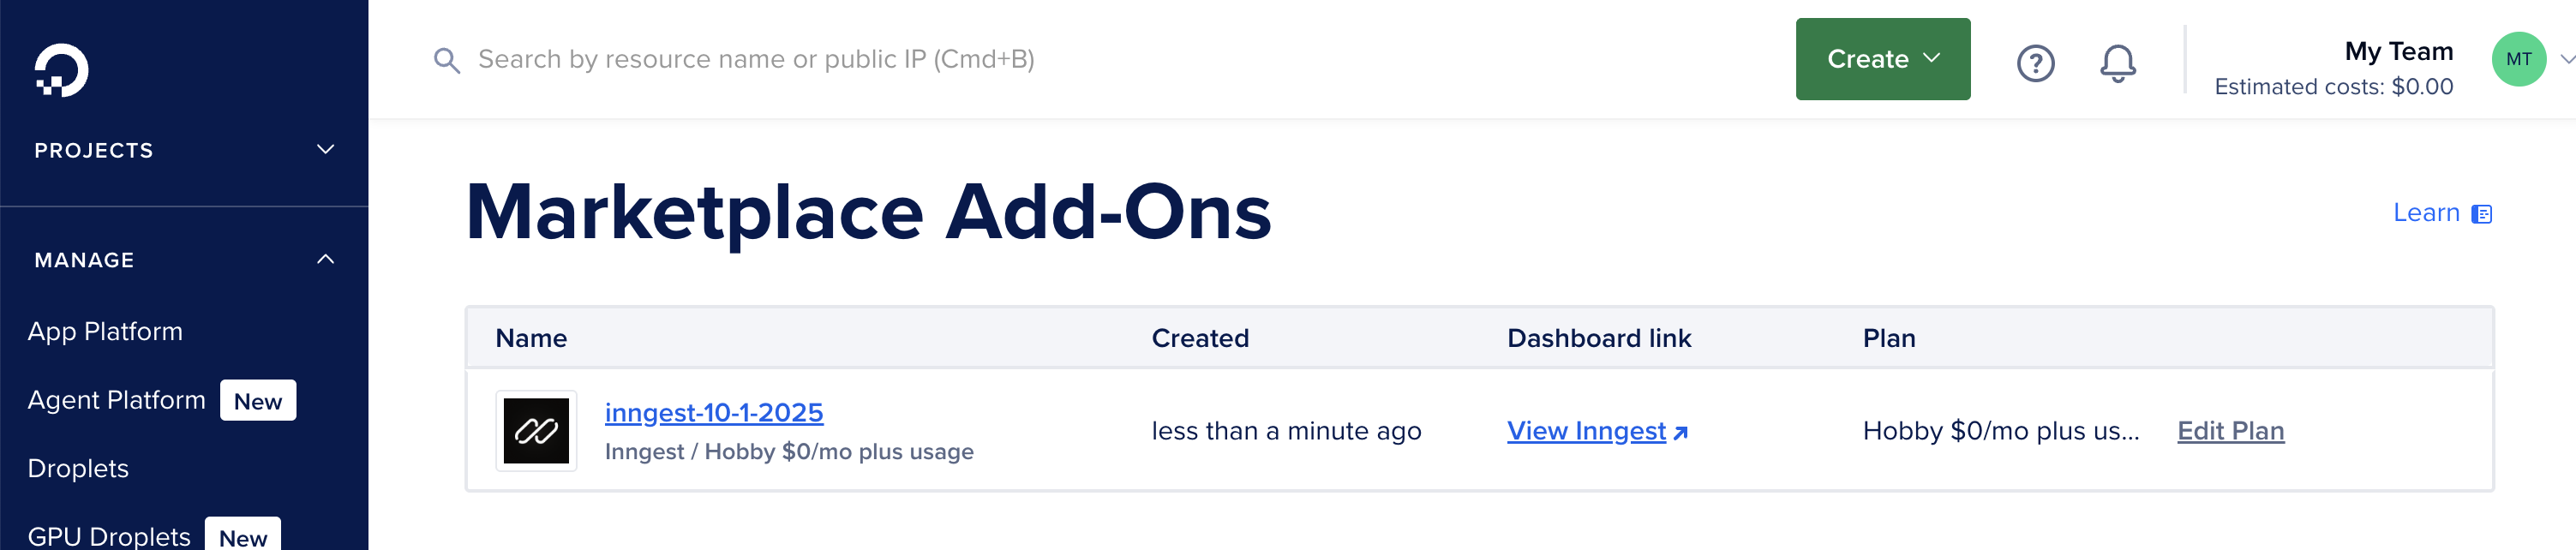 Search by resource name or public IP (Cmd+B)
Create
?
My Team
Estimated costs: $0.00
MT
PROJECTS
MANAGE
App Platform
Agent Platform New
Droplets
GPU Droplets New
Marketplace Add-Ons
Learn
Name Created Dashboard link Plan
inngest-10-1-2025
Inngest / Hobby $0/mo plus usage
less than a minute ago
View Inngest
Hobby $0/mo plus us...
Edit Plan